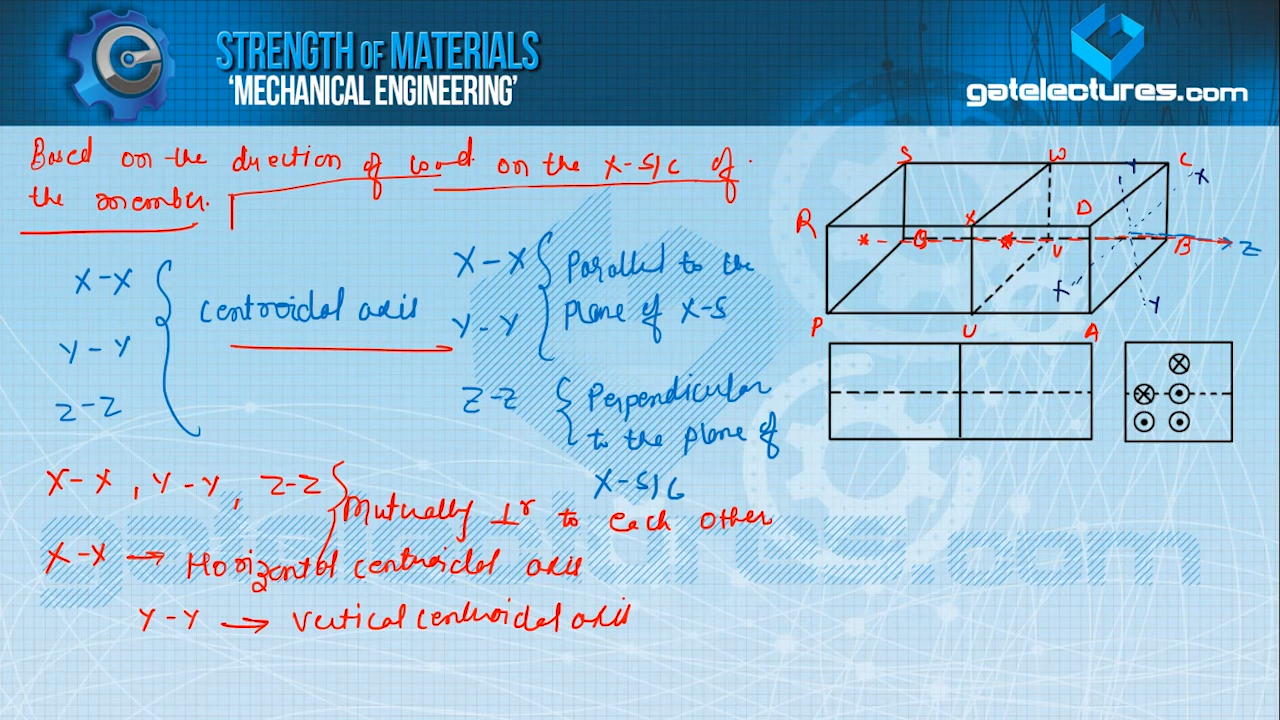 STRENGTH OF MATERIALS
'MECHANICAL ENGINEERING'
gatelectures.com
Based on the direction of load on the X-S/C of
the member.
X-X
Y-Y
Z-Z
Centroidal axis
X-X
Y-Y
Parallel to the
plane of X-S
Z-Z
Perpendicular
to the plane of
X-S/C
X-X, Y-Y, Z-Z
Mutually ⊥r to each other
X-X → Horizontal centroidal axis
Y-Y → Vertical centroidal axis
S W C
Y X
R X D
Q V B Z
X Y
P U A
gatelectures.com